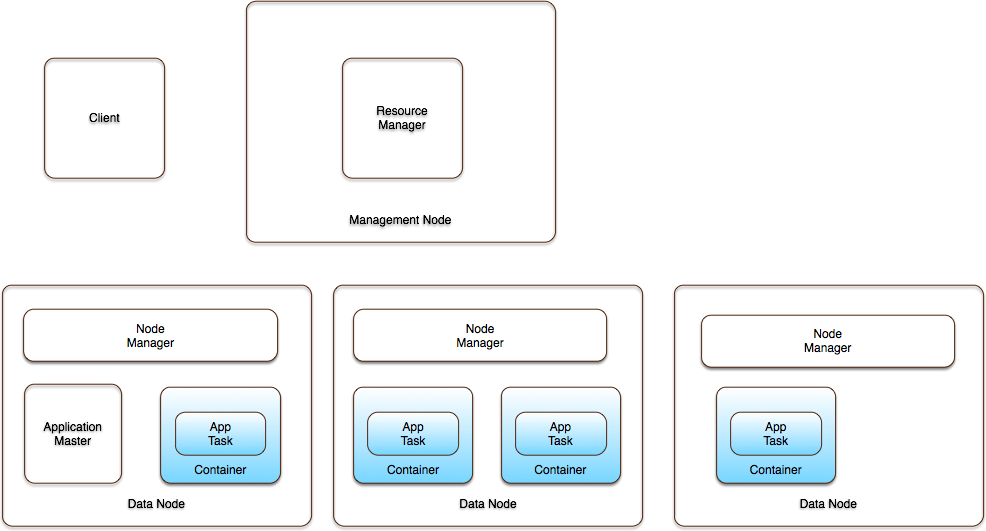 Client
Resource
Manager
Management Node
Node
Manager
Application
Master
App
Task
Container
Data Node
Node
Manager
App
Task
Container
App
Task
Container
Data Node
Node
Manager
App
Task
Container
Data Node